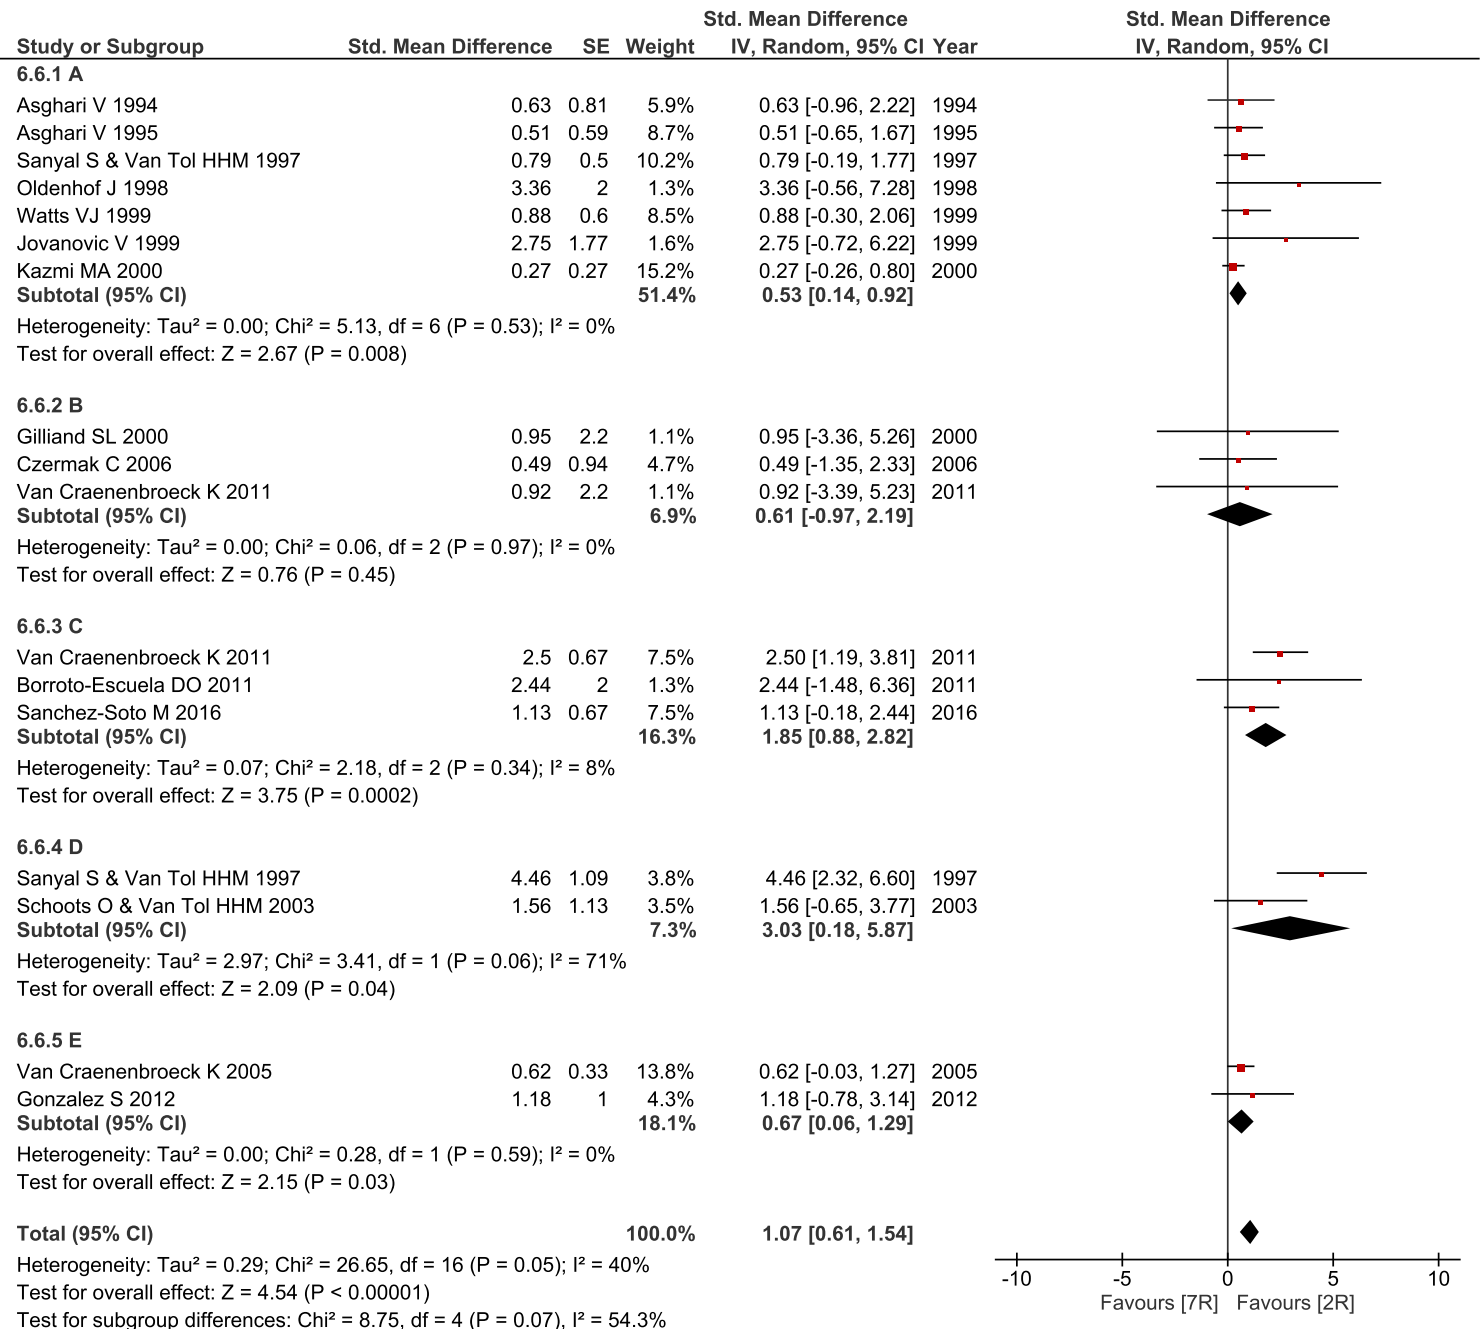 Std. Mean Difference Std. Mean Difference
Study or Subgroup Std. Mean Difference SE Weight IV, Random, 95% CI Year IV, Random, 95% CI
6.6.1 A
Asghari V 1994 0.63 0.81 5.9% 0.63 [-0.96, 2.22] 1994
Asghari V 1995 0.51 0.59 8.7% 0.51 [-0.65, 1.67] 1995
Sanyal S & Van Tol HHM 1997 0.79 0.5 10.2% 0.79 [-0.19, 1.77] 1997
Oldenhof J 1998 3.36 2 1.3% 3.36 [-0.56, 7.28] 1998
Watts VJ 1999 0.88 0.6 8.5% 0.88 [-0.30, 2.06] 1999
Jovanovic V 1999 2.75 1.77 1.6% 2.75 [-0.72, 6.22] 1999
Kazmi MA 2000 0.27 0.27 15.2% 0.27 [-0.26, 0.80] 2000
Subtotal (95% CI) 51.4% 0.53 [0.14, 0.92]
Heterogeneity: Tau² = 0.00; Chi² = 5.13, df = 6 (P = 0.53); I² = 0%
Test for overall effect: Z = 2.67 (P = 0.008)
6.6.2 B
Gilliand SL 2000 0.95 2.2 1.1% 0.95 [-3.36, 5.26] 2000
Czermak C 2006 0.49 0.94 4.7% 0.49 [-1.35, 2.33] 2006
Van Craenenbroeck K 2011 0.92 2.2 1.1% 0.92 [-3.39, 5.23] 2011
Subtotal (95% CI) 6.9% 0.61 [-0.97, 2.19]
Heterogeneity: Tau² = 0.00; Chi² = 0.06, df = 2 (P = 0.97); I² = 0%
Test for overall effect: Z = 0.76 (P = 0.45)
6.6.3 C
Van Craenenbroeck K 2011 2.5 0.67 7.5% 2.50 [1.19, 3.81] 2011
Borroto-Escuela DO 2011 2.44 2 1.3% 2.44 [-1.48, 6.36] 2011
Sanchez-Soto M 2016 1.13 0.67 7.5% 1.13 [-0.18, 2.44] 2016
Subtotal (95% CI) 16.3% 1.85 [0.88, 2.82]
Heterogeneity: Tau² = 0.07; Chi² = 2.18, df = 2 (P = 0.34); I² = 8%
Test for overall effect: Z = 3.75 (P = 0.0002)
6.6.4 D
Sanyal S & Van Tol HHM 1997 4.46 1.09 3.8% 4.46 [2.32, 6.60] 1997
Schoots O & Van Tol HHM 2003 1.56 1.13 3.5% 1.56 [-0.65, 3.77] 2003
Subtotal (95% CI) 7.3% 3.03 [0.18, 5.87]
Heterogeneity: Tau² = 2.97; Chi² = 3.41, df = 1 (P = 0.06); I² = 71%
Test for overall effect: Z = 2.09 (P = 0.04)
6.6.5 E
Van Craenenbroeck K 2005 0.62 0.33 13.8% 0.62 [-0.03, 1.27] 2005
Gonzalez S 2012 1.18 1 4.3% 1.18 [-0.78, 3.14] 2012
Subtotal (95% CI) 18.1% 0.67 [0.06, 1.29]
Heterogeneity: Tau² = 0.00; Chi² = 0.28, df = 1 (P = 0.59); I² = 0%
Test for overall effect: Z = 2.15 (P = 0.03)
Total (95% CI) 100.0% 1.07 [0.61, 1.54]
Heterogeneity: Tau² = 0.29; Chi² = 26.65, df = 16 (P = 0.05); I² = 40%
Test for overall effect: Z = 4.54 (P < 0.00001)
Test for subgroup differences: Chi² = 8.75, df = 4 (P = 0.07), I² = 54.3%
-10 -5 0 5 10
Favours [7R] Favours [2R]